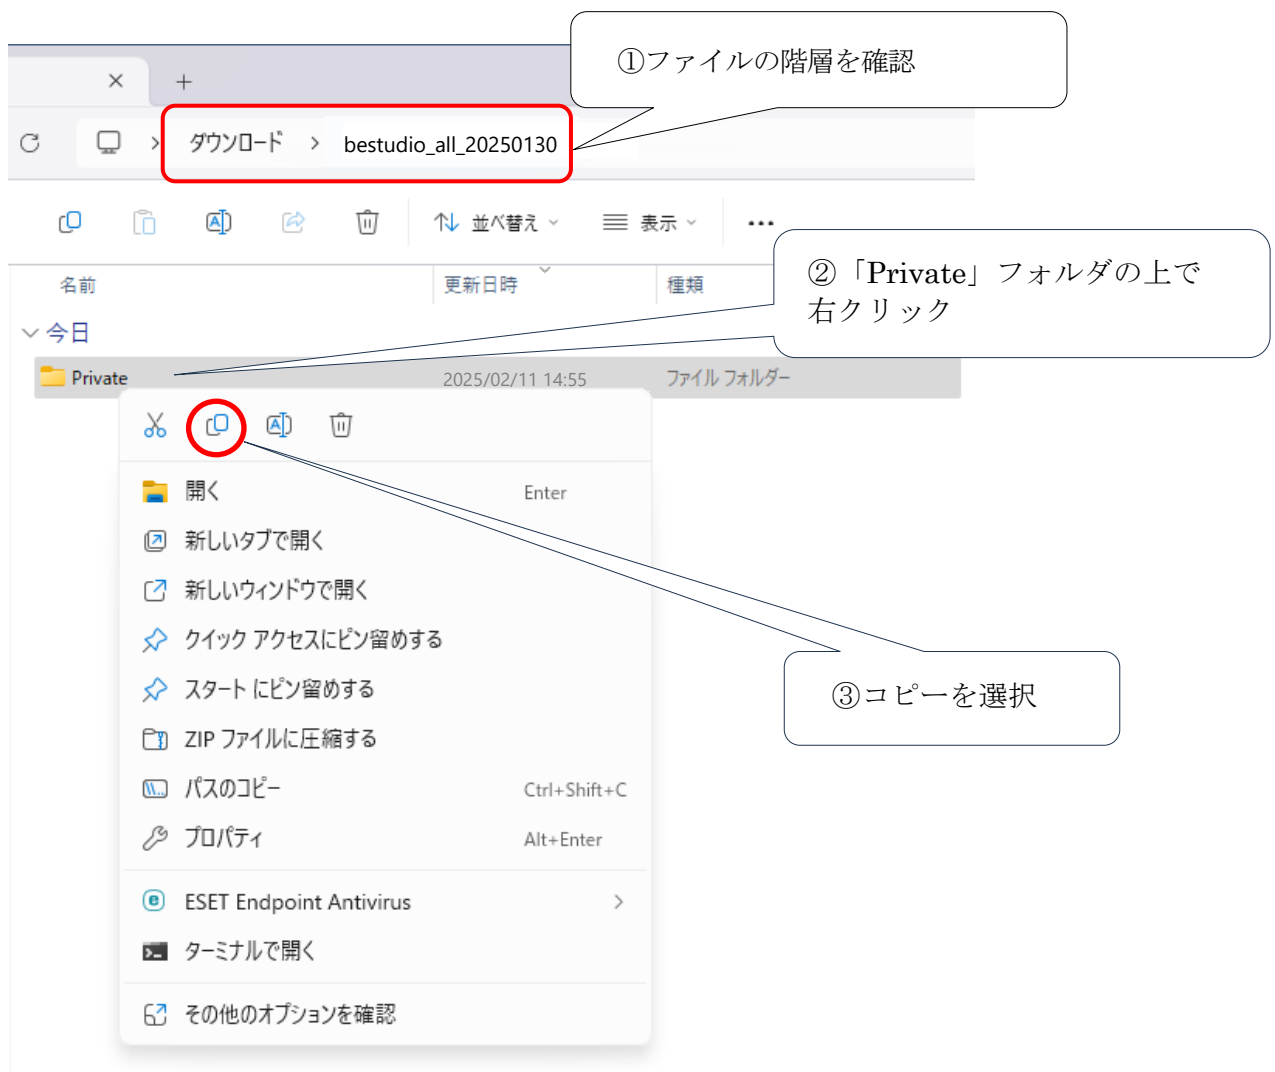 ①ファイルの階層を確認
ダウンロード > bestudio_all_20250130
並べ替え 表示
名前 更新日時 種類
②「Private」フォルダの上で
右クリック
今日
Private 2025/02/11 14:55 ファイル フォルダー
開く Enter
新しいタブで開く
新しいウィンドウで開く
クイック アクセスにピン留めする
スタート にピン留めする
③コピーを選択
ZIP ファイルに圧縮する
パスのコピー Ctrl+Shift+C
プロパティ Alt+Enter
ESET Endpoint Antivirus
ターミナルで開く
その他のオプションを確認